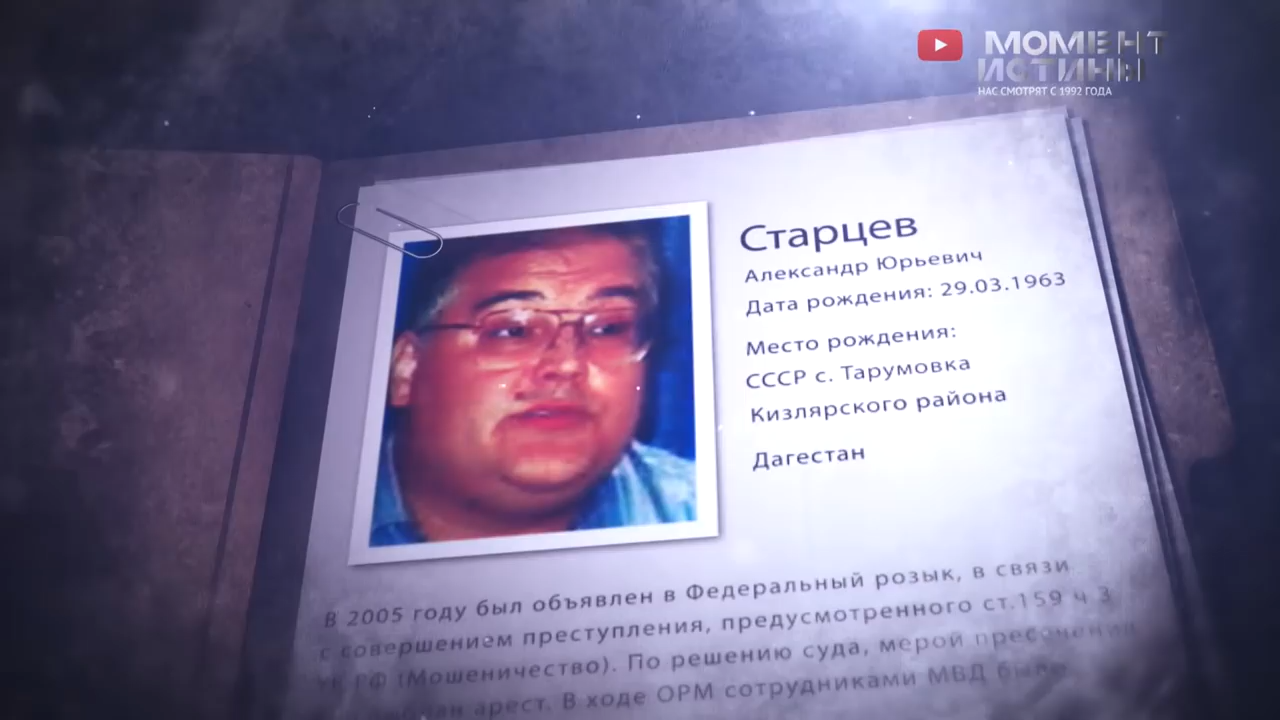 МОМЕНТ
ИСТИНЫ
НАС СМОТРЯТ С 1992 ГОДА
Старцев
Александр Юрьевич
Дата рождения: 29.03.1963
Место рождения:
СССР с. Тарумовка
Кизлярского района
Дагестан
В 2005 году был объявлен в Федеральный розык, в связи
с совершением преступления, предусмотренного ст.159 ч 3
УК РФ (Мошенничество). По решению суда, мерой пресечения
арест. В ходе ОРМ сотрудниками МВД было